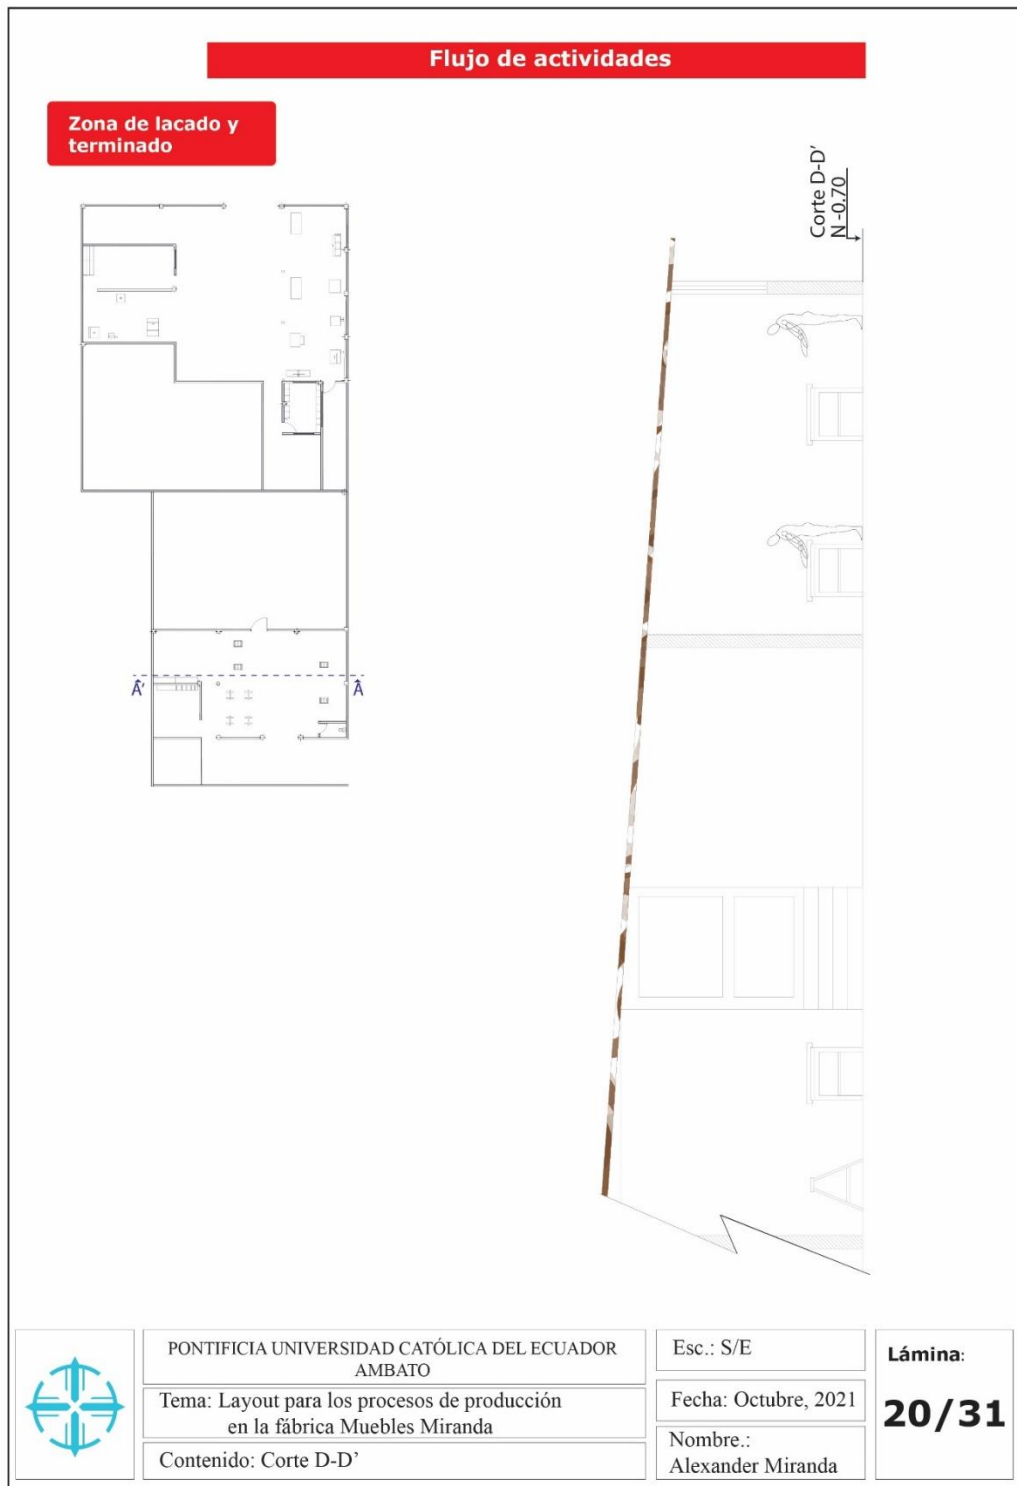 Flujo de actividades
Zona de lacado y
terminado
Corte D-D'
N -0.70
A'
A
PONTIFICIA UNIVERSIDAD CATÓLICA DEL ECUADOR
AMBATO
Tema: Layout para los procesos de producción
en la fábrica Muebles Miranda
Contenido: Corte D-D’
Esc.: S/E
Fecha: Octubre, 2021
Nombre.:
Alexander Miranda
Lámina:
20/31